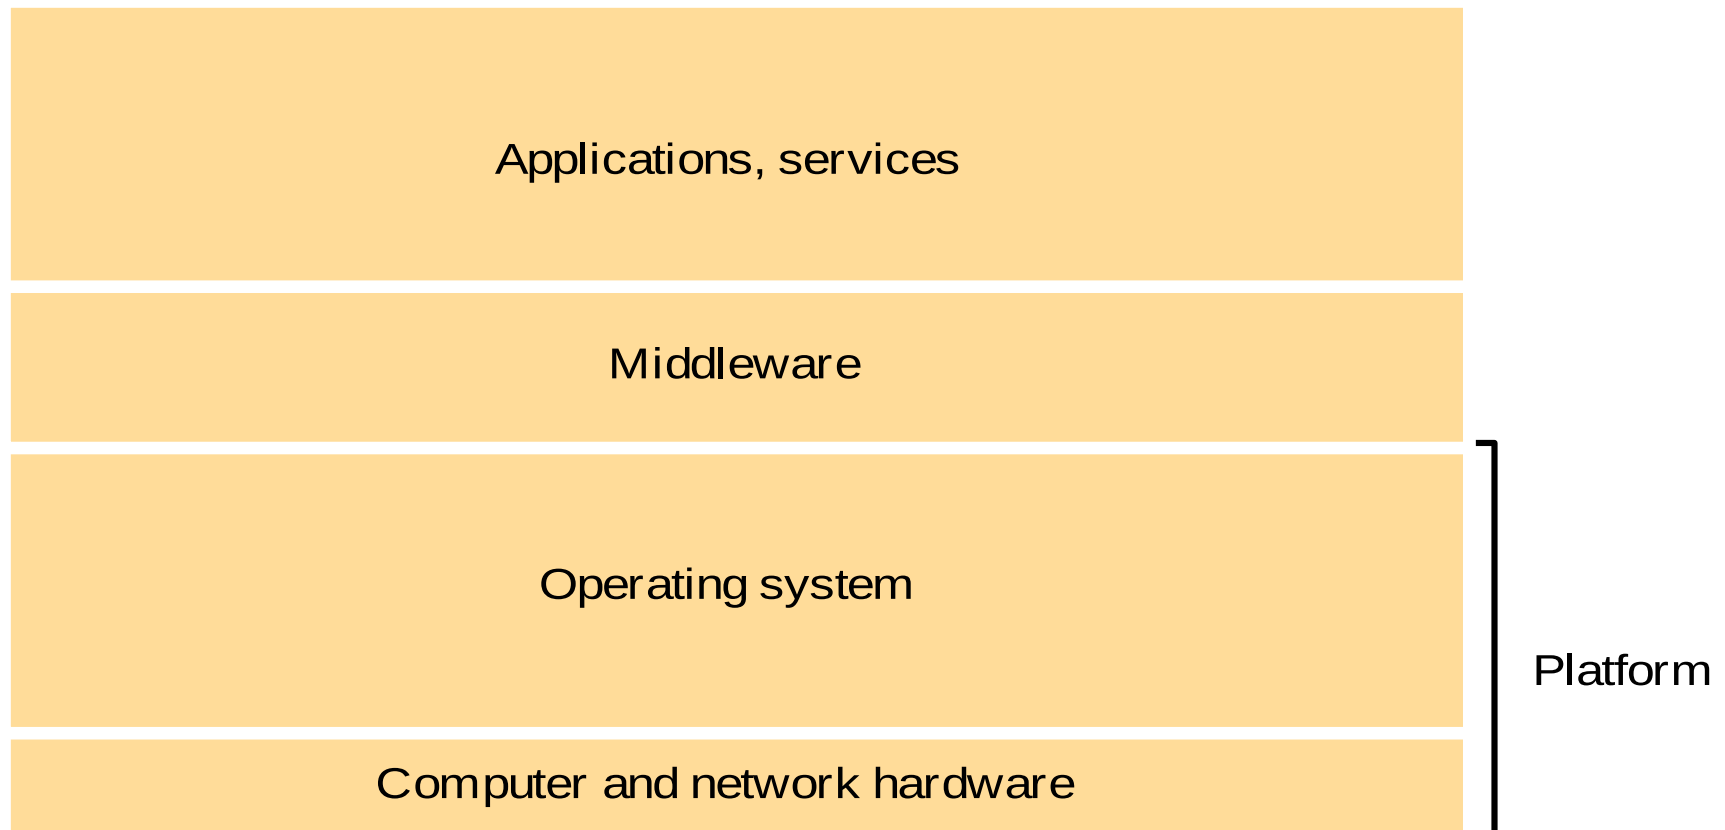 Applications, services
Middleware
Operating system
Platform
Computer and network hardware